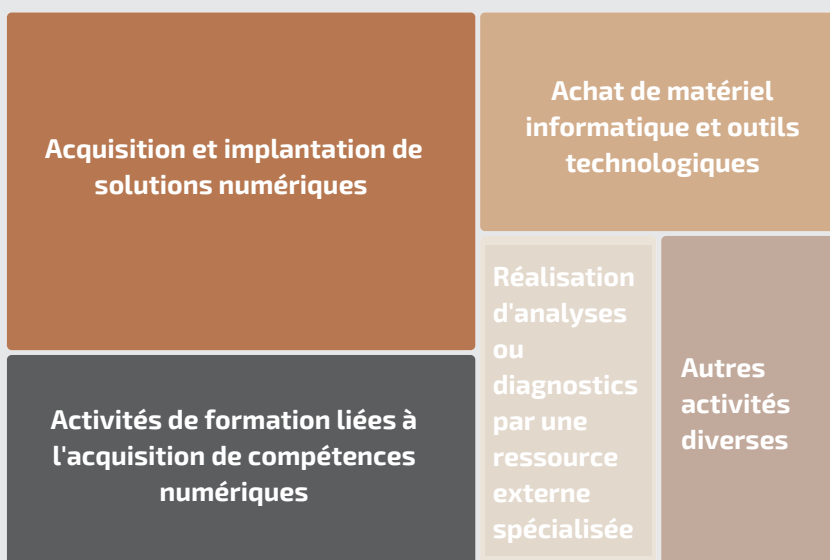 Acquisition et implantation de
solutions numériques
Achat de matériel
informatique et outils
technologiques
Activités de formation liées à
l'acquisition de compétences
numériques
Réalisation
d'analyses
ou
diagnostics
par une
ressource
externe
spécialisée
Autres
activités
diverses